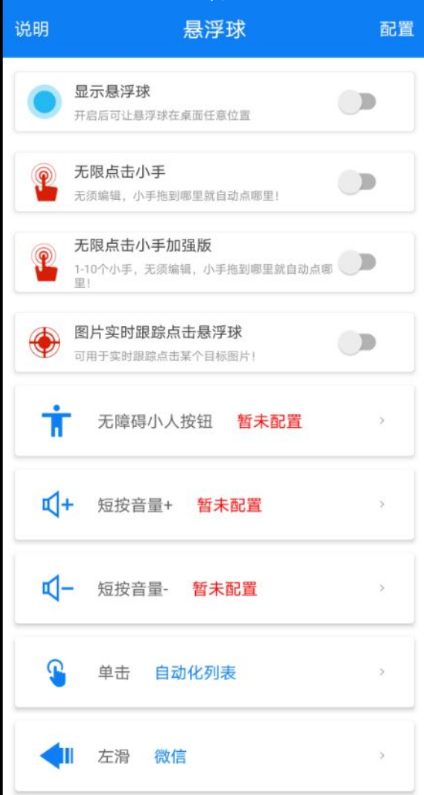 说明 悬浮球 配置
显示悬浮球
开启后可让悬浮球在桌面任意位置
无限点击小手
无须编辑，小手拖到哪里就自动点哪里！
无限点击小手加强版
1-10个小手，无须编辑，小手拖到哪里就自动点哪
里！
图片实时跟踪点击悬浮球
可用于实时跟踪点击某个目标图片！
无障碍小人按钮 暂未配置
短按音量+ 暂未配置
短按音量- 暂未配置
单击 自动化列表
左滑 微信